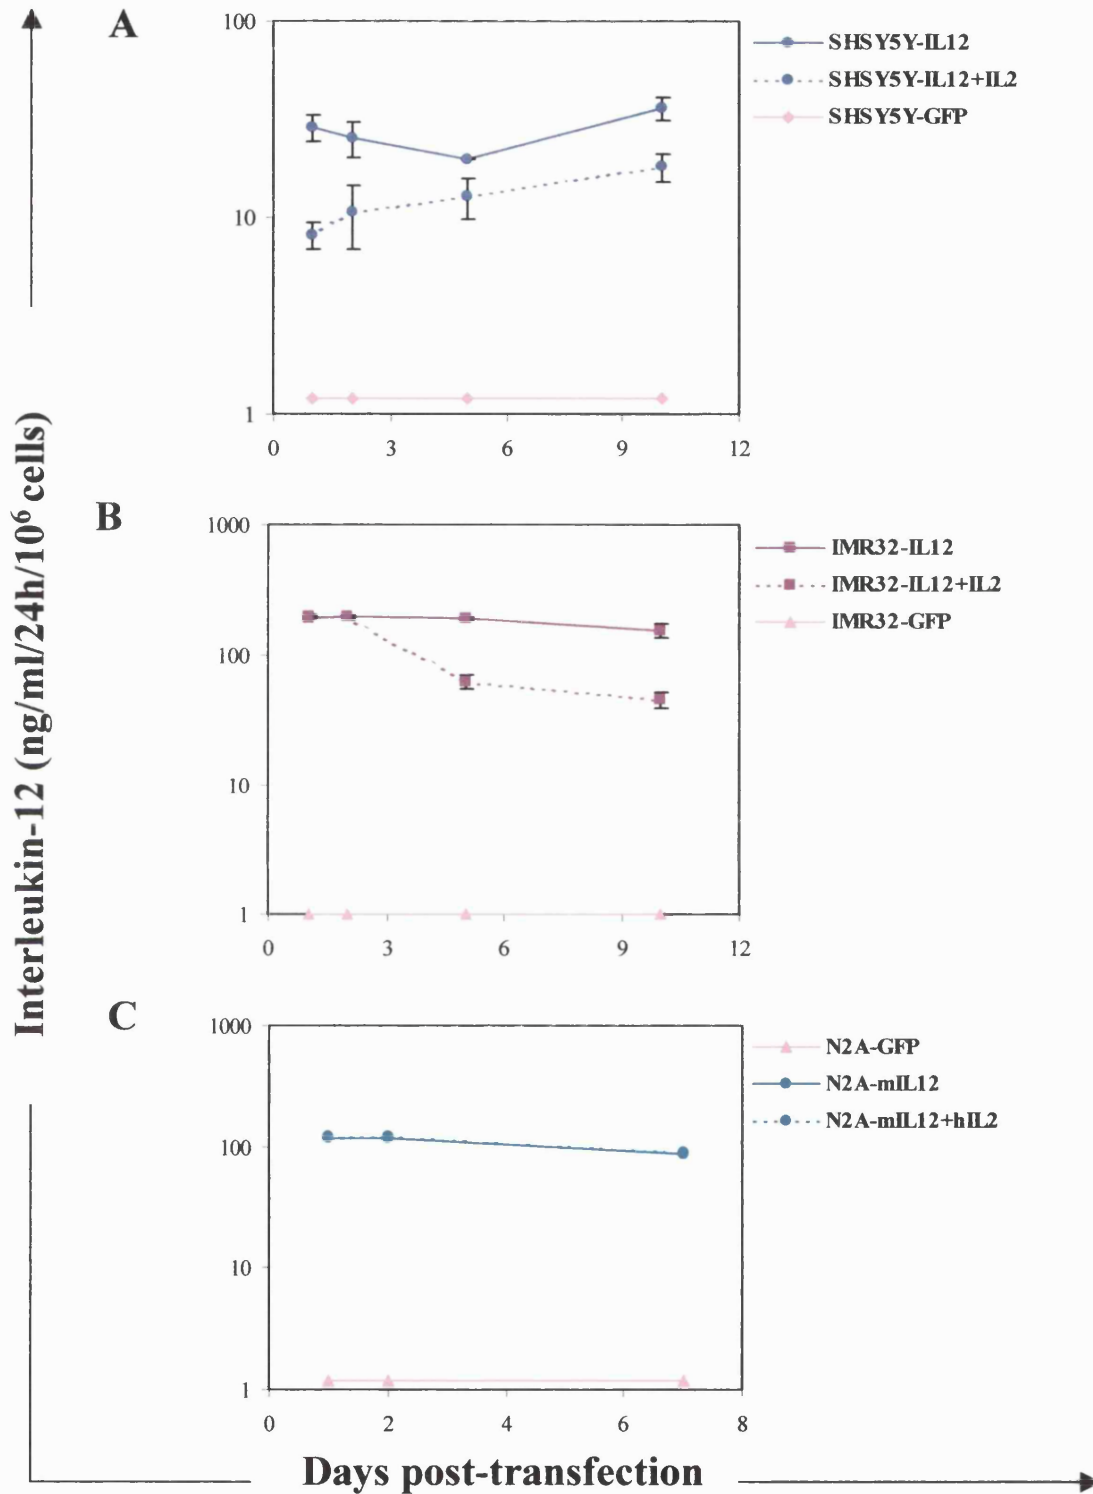 A
100
10
1
0 3 6 9 12
SHSY5Y-IL12
SHSY5Y-IL12+IL2
SHSY5Y-GFP
Interleukin-12 (ng/ml/24h/10⁶ cells)
B
1000
100
10
1
0 3 6 9 12
IMR32-IL12
IMR32-IL12+IL2
IMR32-GFP
C
1000
100
10
1
0 2 4 6 8
N2A-GFP
N2A-mIL12
N2A-mIL12+hIL2
Days post-transfection